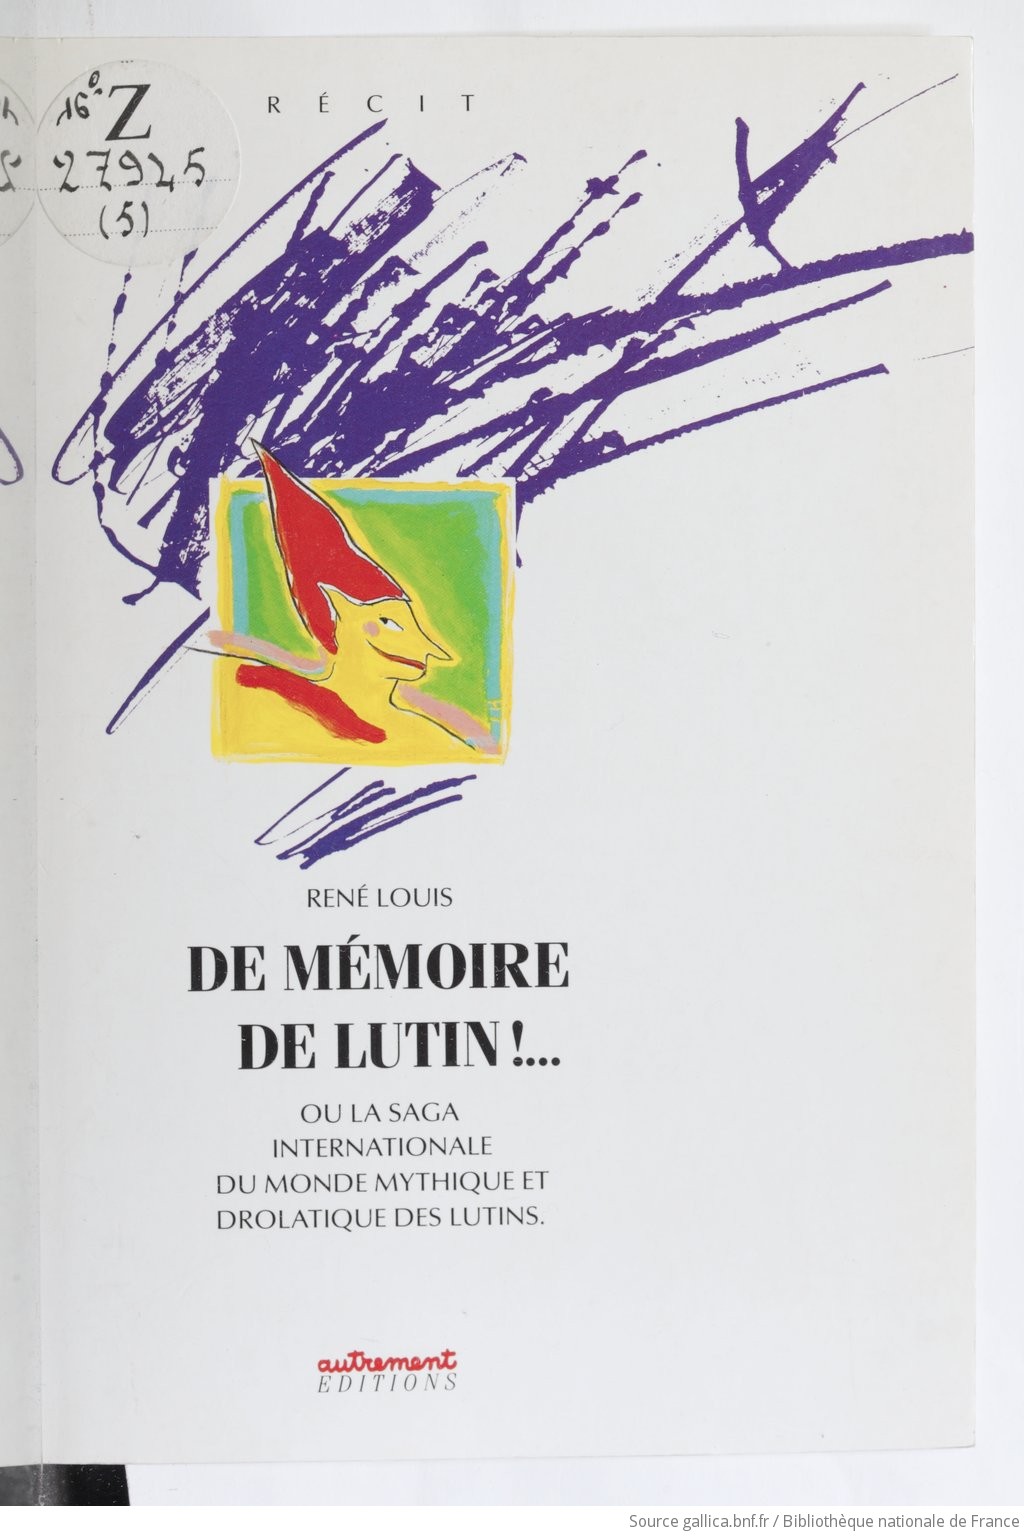 16° Z
27925
(5)
RÉCIT
RENÉ LOUIS
DE MÉMOIRE
DE LUTIN !...
OU LA SAGA
INTERNATIONALE
DU MONDE MYTHIQUE ET
DROLATIQUE DES LUTINS.
autrement
EDITIONS
Source gallica.bnf.fr / Bibliothèque nationale de France